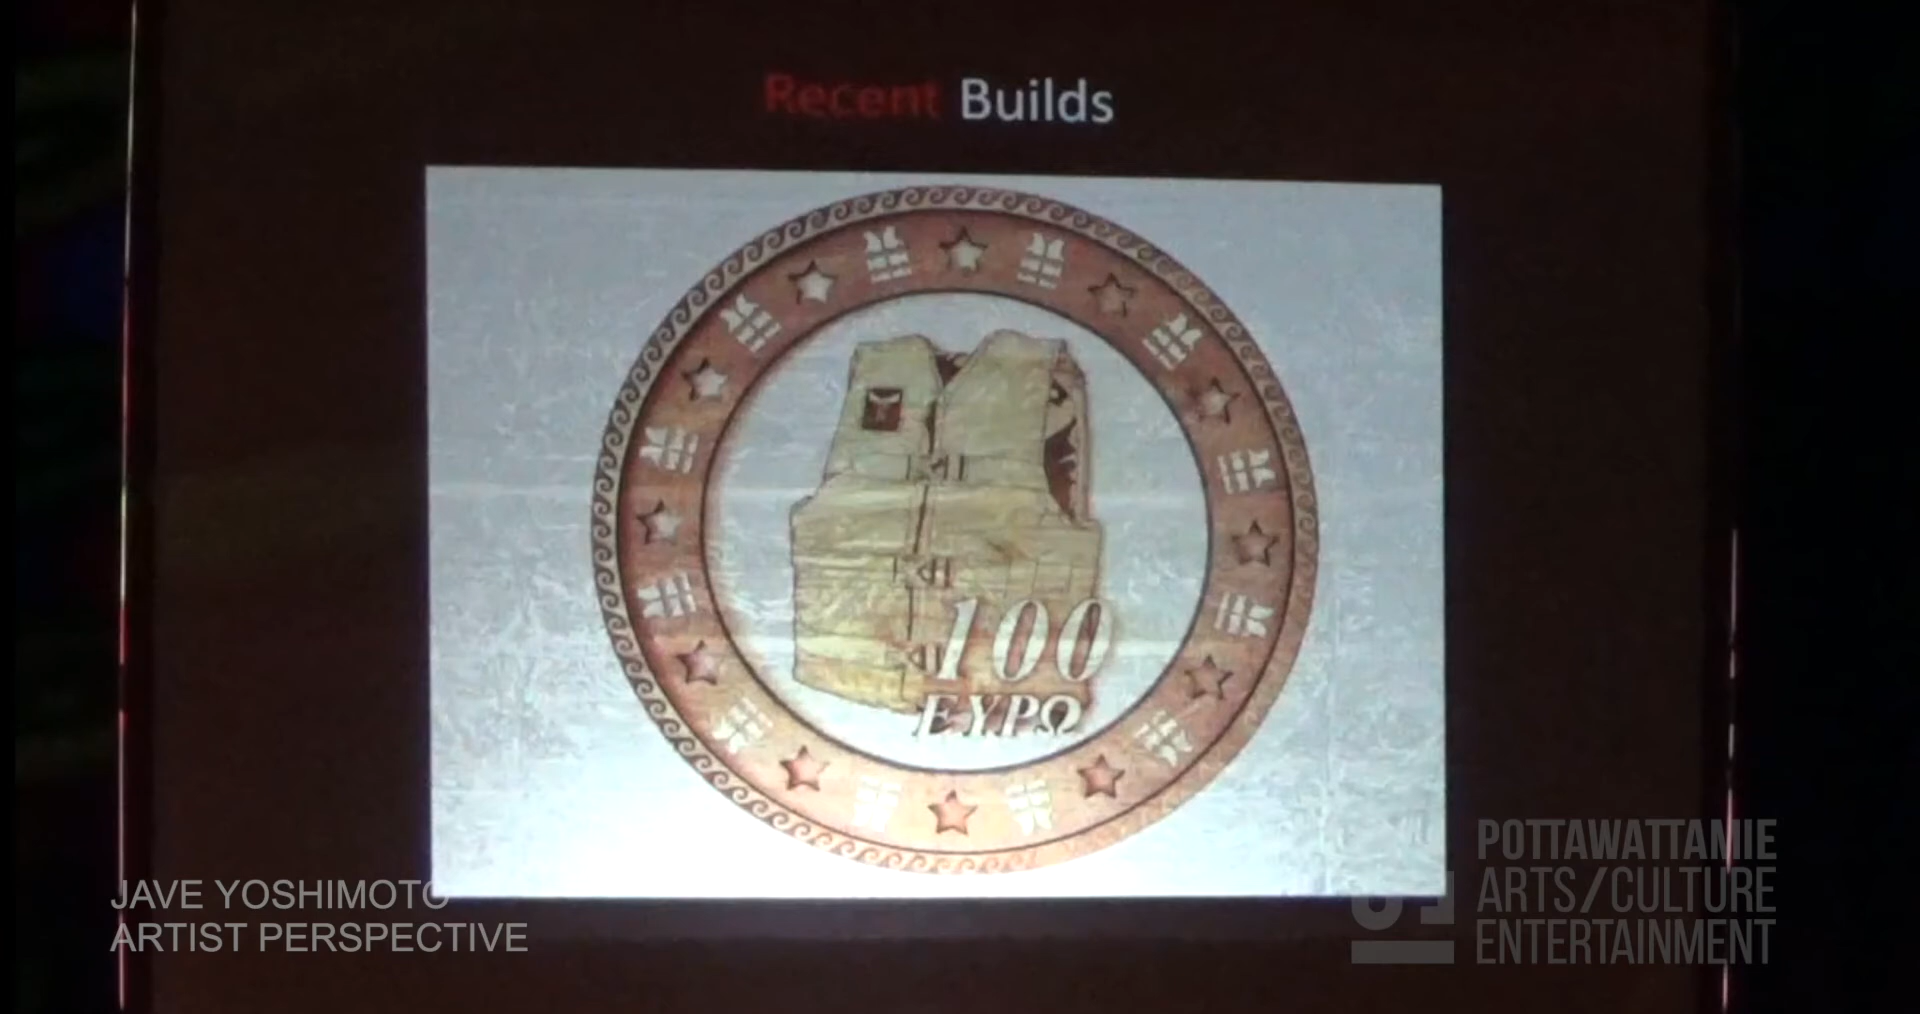 Recent Builds
100
ΕΥΡΩ
JAVE YOSHIMOTO
ARTIST PERSPECTIVE
POTTAWATTAMIE
ARTS/CULTURE
ENTERTAINMENT